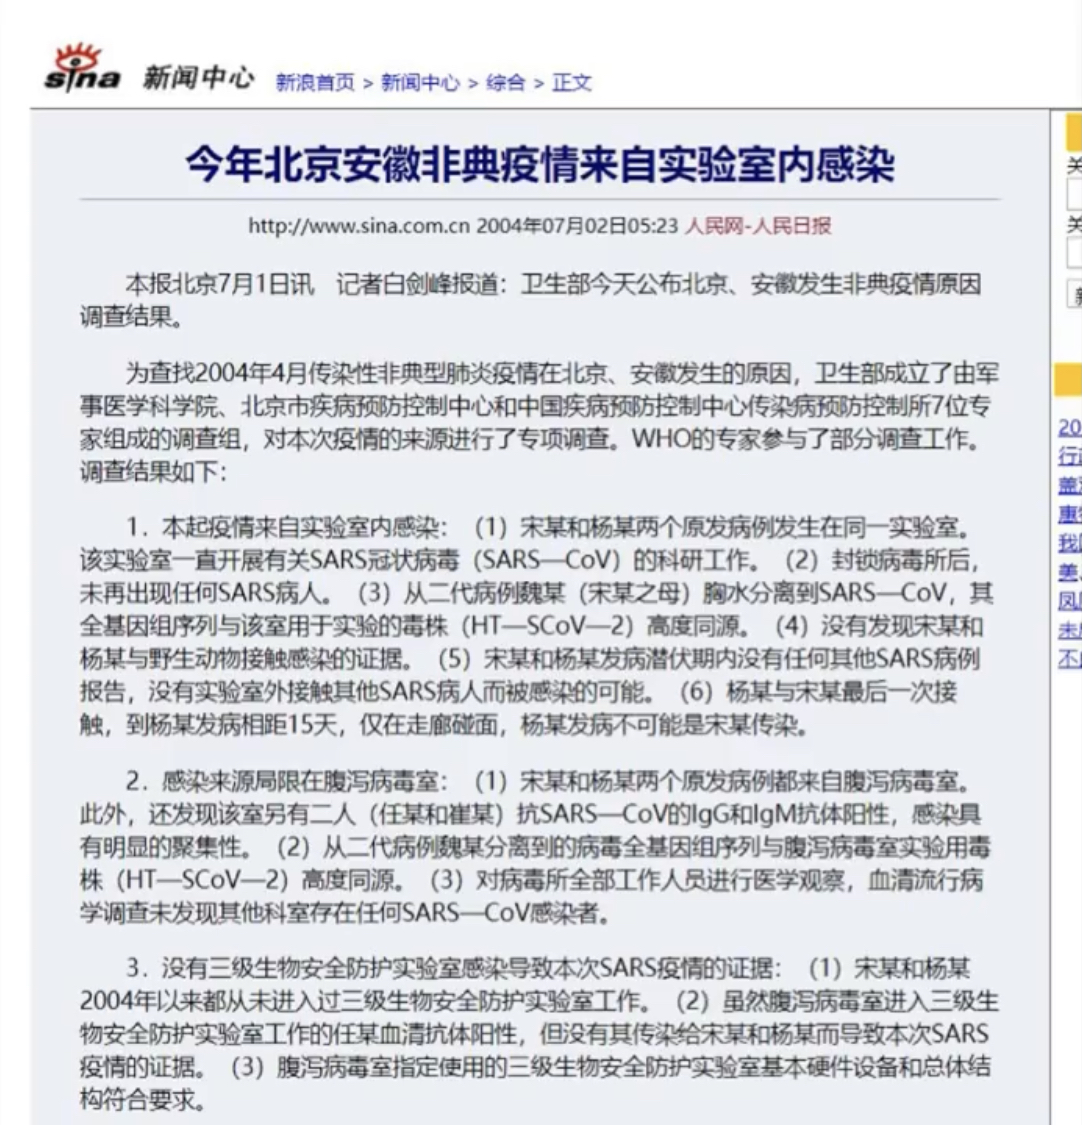 sina 新闻中心 新浪首页 > 新闻中心 > 综合 > 正文
今年北京安徽非典疫情来自实验室内感染
http://www.sina.com.cn 2004年07月02日05:23 人民网-人民日报
本报北京7月1日讯 记者白剑峰报道：卫生部今天公布北京、安徽发生非典疫情原因
调查结果。
为查找2004年4月传染性非典型肺炎疫情在北京、安徽发生的原因，卫生部成立了由军
事医学科学院、北京市疾病预防控制中心和中国疾病预防控制中心传染病预防控制所7位专
家组成的调查组，对本次疫情的来源进行了专项调查。WHO的专家参与了部分调查工作。
调查结果如下：
1．本起疫情来自实验室内感染：（1）宋某和杨某两个原发病例发生在同一实验室。
该实验室一直开展有关SARS冠状病毒（SARS—CoV）的科研工作。（2）封锁病毒所后，
未再出现任何SARS病人。（3）从二代病例魏某（宋某之母）胸水分离到SARS—CoV，其
全基因组序列与该室用于实验的毒株（HT—SCoV—2）高度同源。（4）没有发现宋某和
杨某与野生动物接触感染的证据。（5）宋某和杨某发病潜伏期内没有任何其他SARS病例
报告，没有实验室外接触其他SARS病人而被感染的可能。（6）杨某与宋某最后一次接
触，到杨某发病相距15天，仅在走廊碰面，杨某发病不可能是宋某传染。
2．感染来源局限在腹泻病毒室：（1）宋某和杨某两个原发病例都来自腹泻病毒室。
此外，还发现该室另有二人（任某和崔某）抗SARS—CoV的IgG和IgM抗体阳性，感染具
有明显的聚集性。（2）从二代病例魏某分离到的病毒全基因组序列与腹泻病毒室实验用毒
株（HT—SCoV—2）高度同源。（3）对病毒所全部工作人员进行医学观察，血清流行病
学调查未发现其他科室存在任何SARS—CoV感染者。
3．没有三级生物安全防护实验室感染导致本次SARS疫情的证据：（1）宋某和杨某
2004年以来都从未进入过三级生物安全防护实验室工作。（2）虽然腹泻病毒室进入三级生
物安全防护实验室工作的任某血清抗体阳性，但没有其传染给宋某和杨某而导致本次SARS
疫情的证据。（3）腹泻病毒室指定使用的三级生物安全防护实验室基本硬件设备和总体结
构符合要求。
关
关
20
行
盖
惠
我
美
凤
未
不